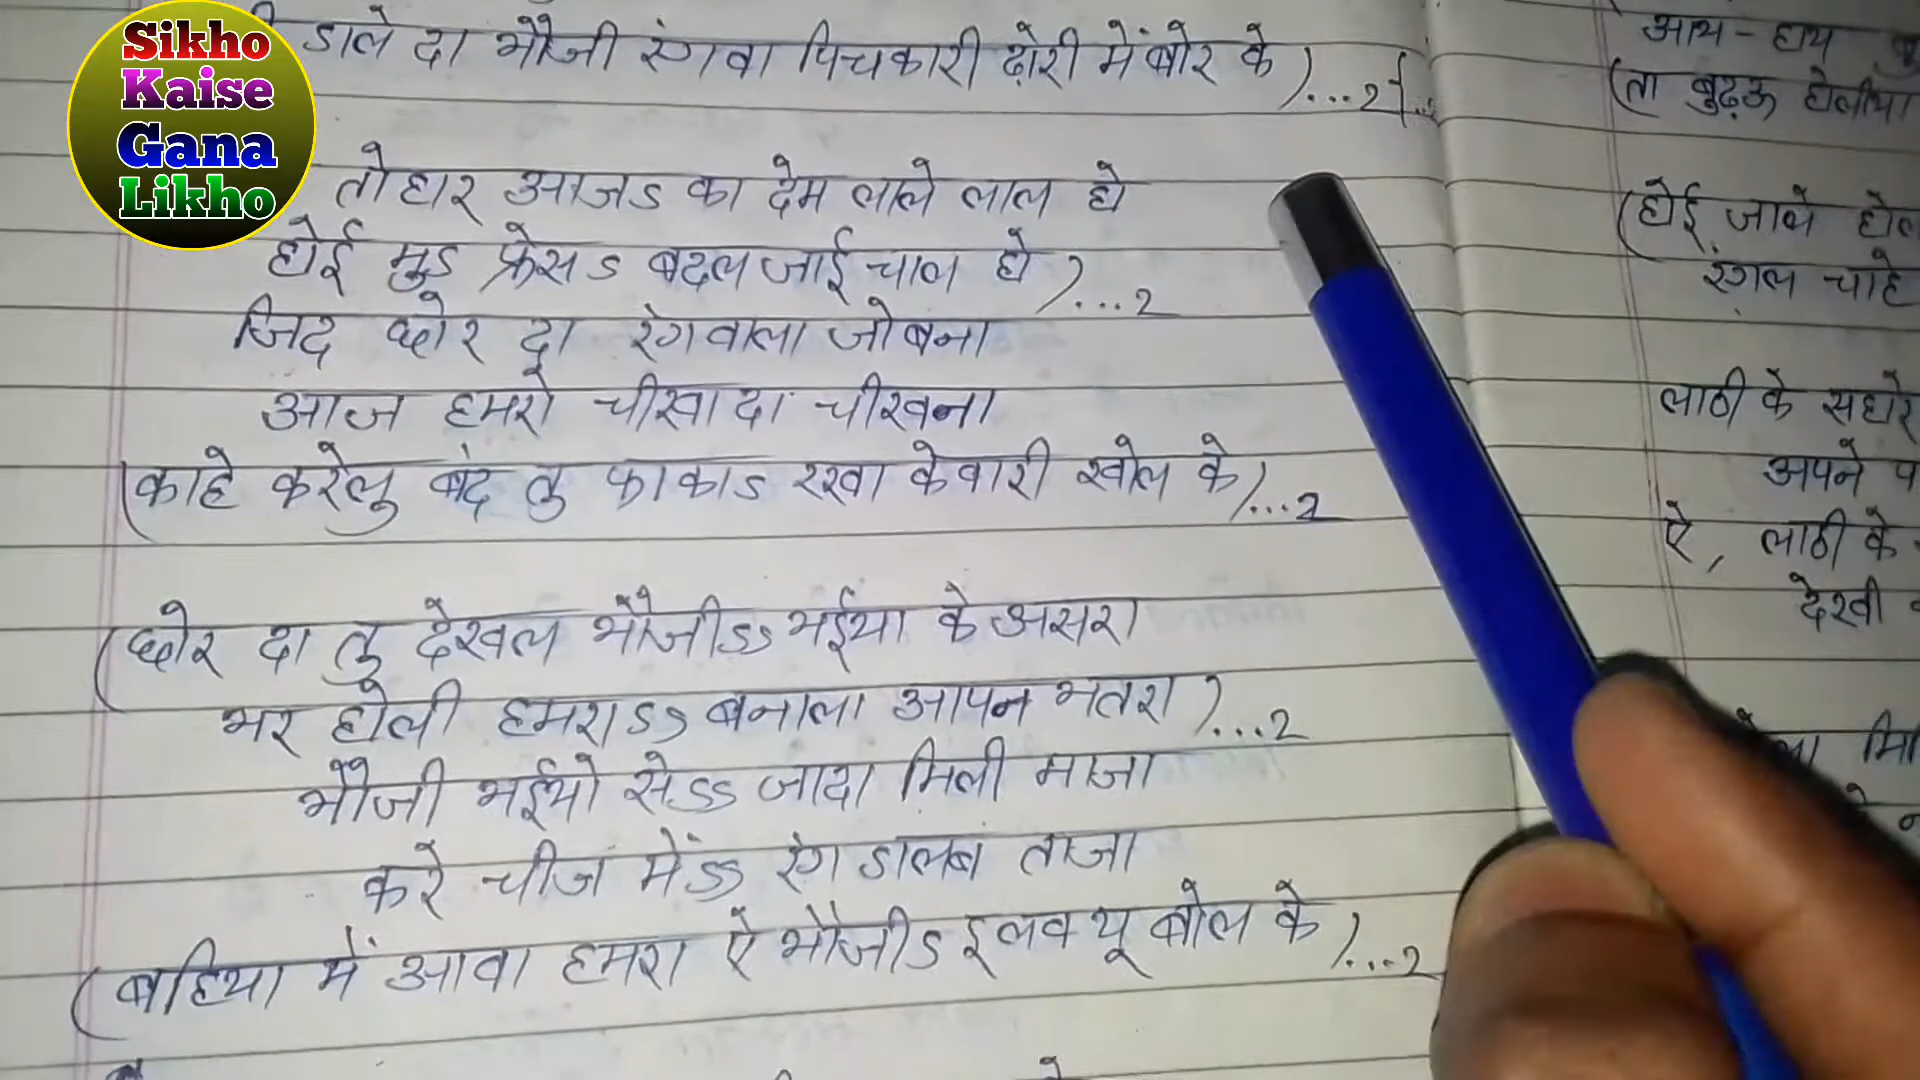 Sikho
Kaise
Gana
Likho
डाले दा भौजी रंगवा पिचकारी ढ़ोरी में बोर के)...2}..
तोहार आजऽ का देम लाले लाल हो
होई मुड फ्रेसऽ बदल जाई चाल हो)...2
जिद छोर दा रंगवाला जोबना
आज हमरो चीखा दा चीखना
(काहे करेलु बंद तु फाकाऽ रखा केवारी खोल के)...2
(छोर दा तु देखल भौजीऽऽ भईया के असरा
भर होली हमराऽऽ बनाला आपन भतरा)...2
भौजी भईयो सेऽऽ जादा मिली माजा
करे चीज मेंऽऽ रंग डालब ताजा
(बहिया में आवा हमरा ऐ भौजीऽ इलव यू बोल के)...2
आय - हाय
(ता बुढ़ऊ होलीया
(होई जाये
रंगल चाहे
लाठी के सहोरे
अपने
ऐ, लाठी के
देखी